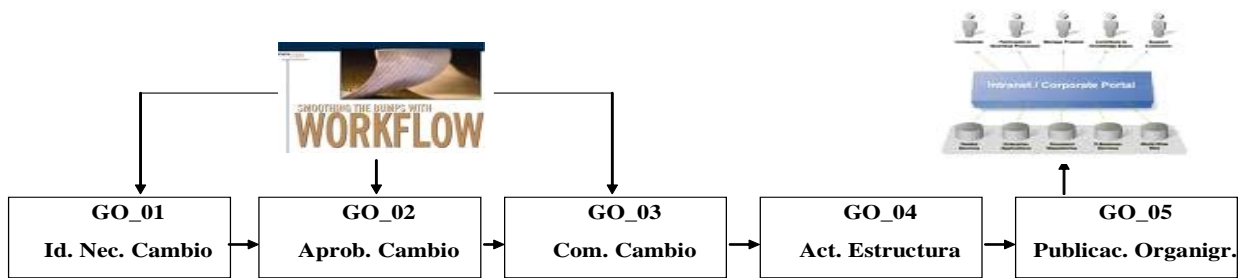 SMOOTHING THE BUMPS WITH
WORKFLOW
Intranet / Corporate Portal
GO_01
Id. Nec. Cambio
GO_02
Aprob. Cambio
GO_03
Com. Cambio
GO_04
Act. Estructura
GO_05
Publicac. Organigr.